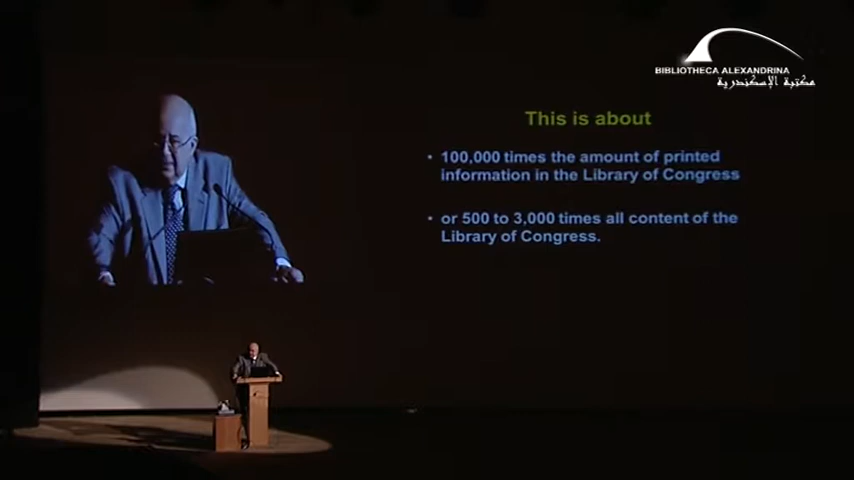 BIBLIOTHECA ALEXANDRINA
مكتبة الإسكندرية
This is about
• 100,000 times the amount of printed
information in the Library of Congress
• or 500 to 3,000 times all content of the
Library of Congress.